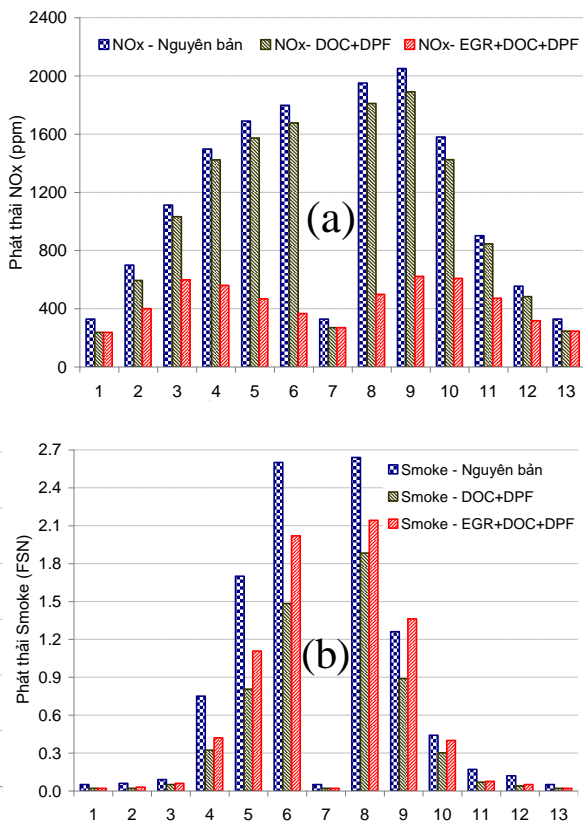 2400
NOx - Nguyên bản NOx- DOC+DPF NOx- EGR+DOC+DPF
2000
1600
1200
800
400
0
Phát thải NOx (ppm)
(a)
1 2 3 4 5 6 7 8 9 10 11 12 13
2.7
Smoke - Nguyên bản
Smoke - DOC+DPF
Smoke - EGR+DOC+DPF
2.4
2.1
1.8
1.5
1.2
0.9
0.6
0.3
0.0
Phát thải Smoke (FSN)
(b)
1 2 3 4 5 6 7 8 9 10 11 12 13